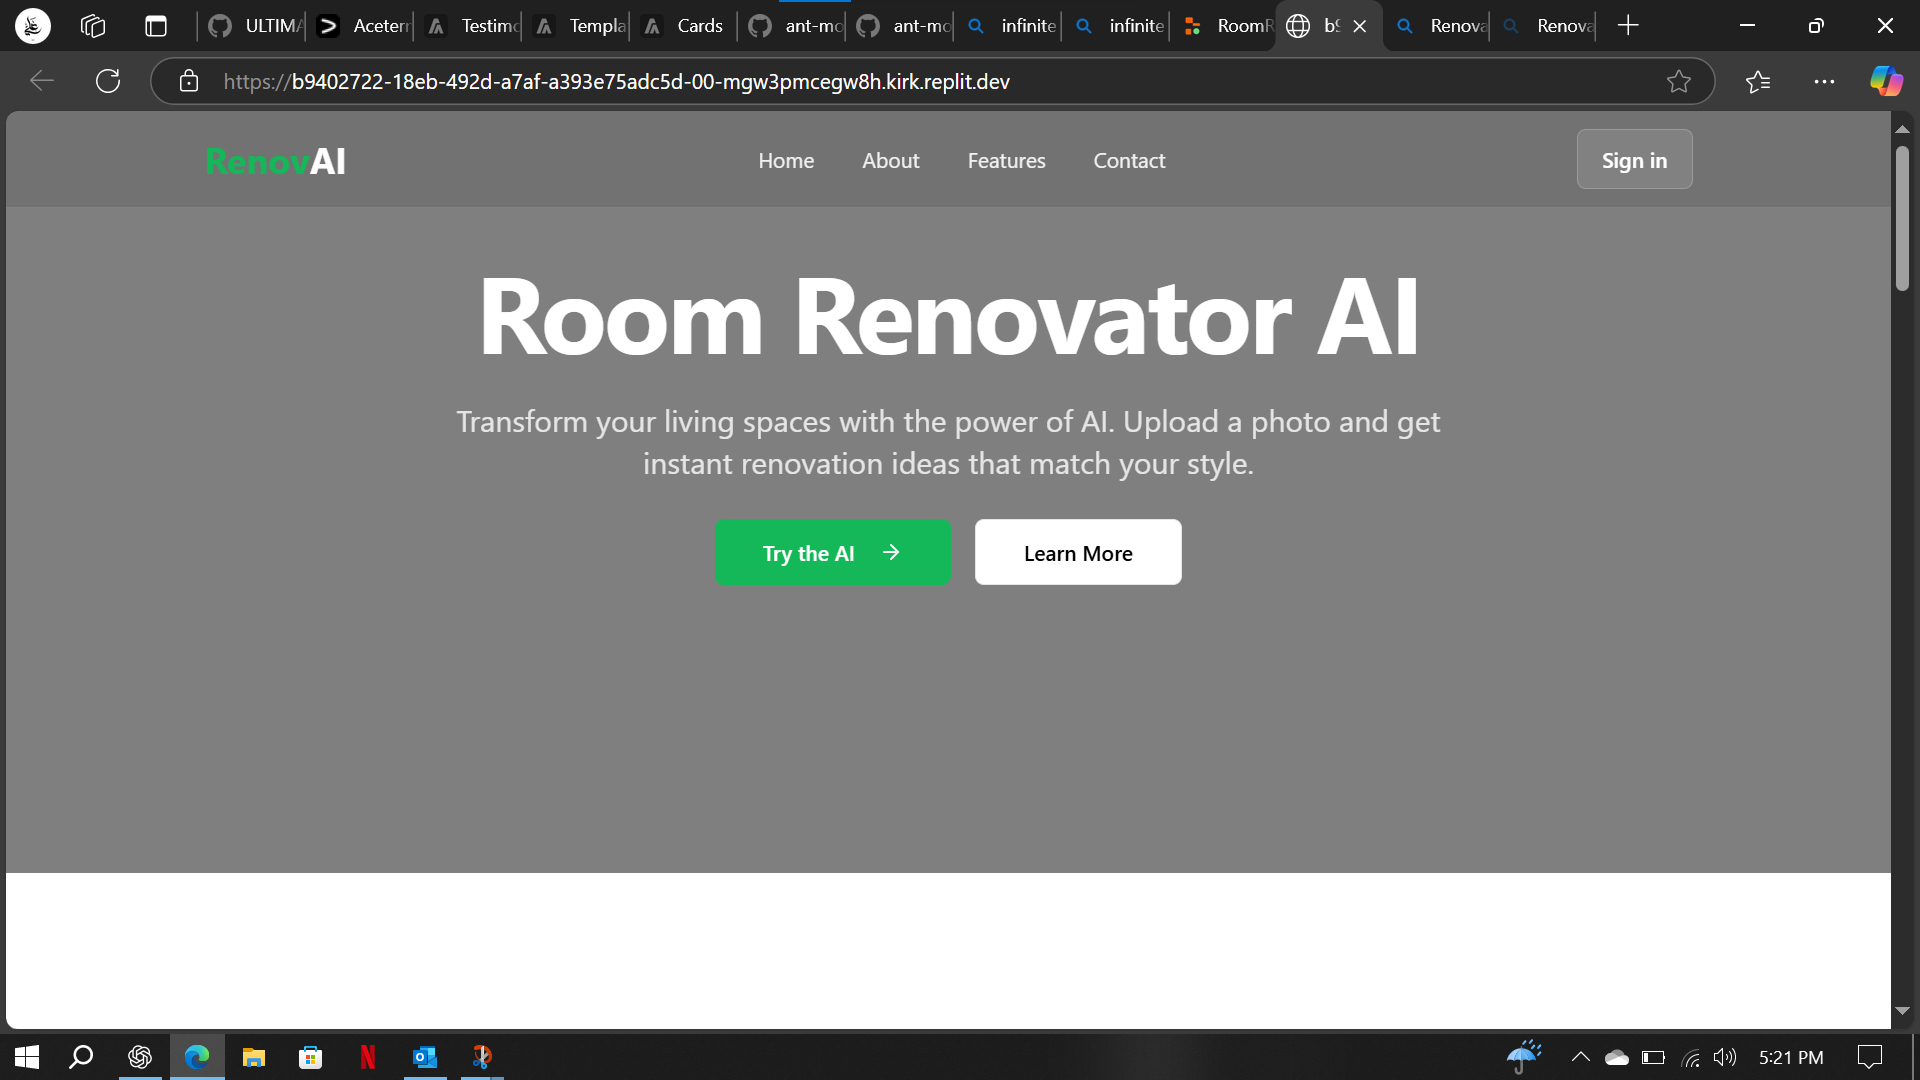 ULTIM
Aceter
Testimo
Templa
Cards
ant-mo
ant-mo
infinite
infinite
RoomR
b9
Renova
Renova
https://b9402722-18eb-492d-a7af-a393e75adc5d-00-mgw3pmcegw8h.kirk.replit.dev
RenovAI
Home
About
Features
Contact
Sign in
Room Renovator AI
Transform your living spaces with the power of AI. Upload a photo and get
instant renovation ideas that match your style.
Try the AI
Learn More
5:21 PM